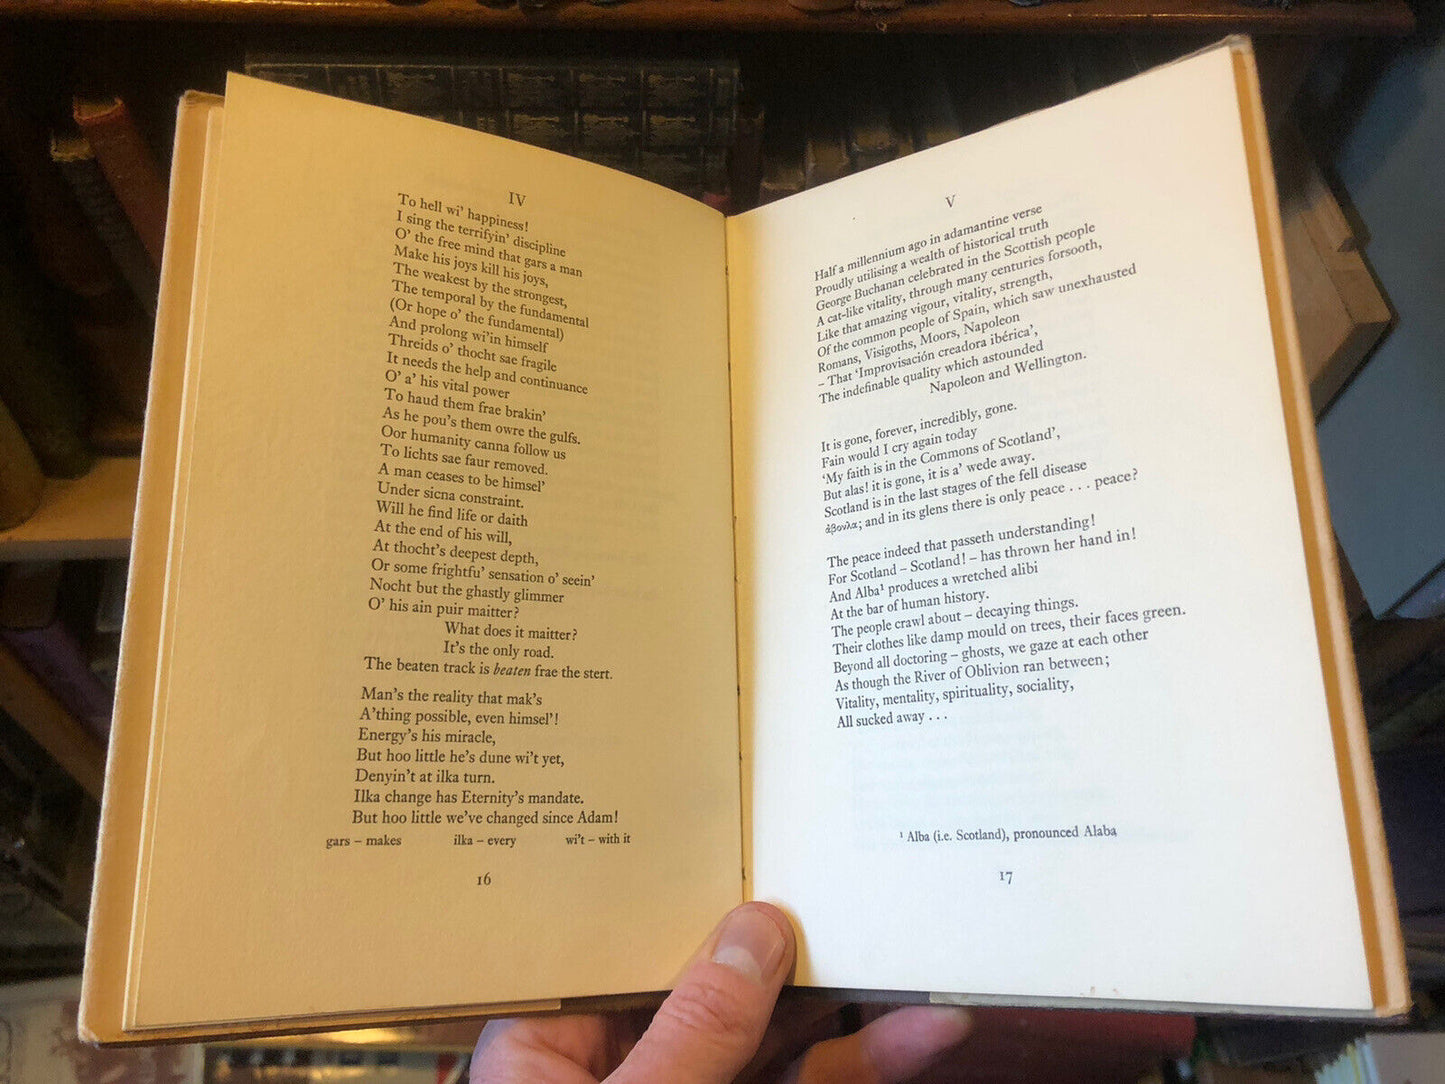 IV
To hell wi' happiness!
I sing the terrifyin' discipline
O' the free mind that gars a man
Make his joys kill his joys,
The weakest by the strongest,
The temporal by the fundamental
(Or hope o' the fundamental)
And prolong wi'in himself
Threids o' thocht sae fragile
It needs the help and continuance
O' a' his vital power
To haud them frae brakin'
As he pou's them owre the gulfs.
Oor humanity canna follow us
To lichts sae faur removed.
A man ceases to be himsel'
Under sicna constraint.
Will he find life or daith
At the end of his will,
At thocht's deepest depth,
Or some frightfu' sensation o' seein'
Nocht but the ghastly glimmer
O' his ain puir maitter?
What does it maitter?
It's the only road.
The beaten track is beaten frae the stert.
Man's the reality that mak's
A'thing possible, even himsel'!
Energy's his miracle,
But hoo little he's dune wi't yet,
Denyin't at ilka turn.
Ilka change has Eternity's mandate.
But hoo little we've changed since Adam!
gars – makes ilka – every wi't – with it
16
V
Half a millennium ago in adamantine verse
Proudly utilising a wealth of historical truth
George Buchanan celebrated in the Scottish people
A cat-like vitality, through many centuries forsooth,
Like that amazing vigour, vitality, strength,
Of the common people of Spain, which saw unexhausted
Romans, Visigoths, Moors, Napoleon
– That 'Improvisación creadora ibérica',
The indefinable quality which astounded
Napoleon and Wellington.
It is gone, forever, incredibly, gone.
Fain would I cry again today
'My faith is in the Commons of Scotland',
But alas! it is gone, it is a' wede away.
Scotland is in the last stages of the fell disease
ἀβουλα; and in its glens there is only peace . . . peace?
The peace indeed that passeth understanding!
For Scotland – Scotland! – has thrown her hand in!
And Alba¹ produces a wretched alibi
At the bar of human history.
The people crawl about – decaying things.
Their clothes like damp mould on trees, their faces green.
Beyond all doctoring – ghosts, we gaze at each other
As though the River of Oblivion ran between;
Vitality, mentality, spirituality, sociality,
All sucked away . . .
¹ Alba (i.e. Scotland), pronounced Alaba
17